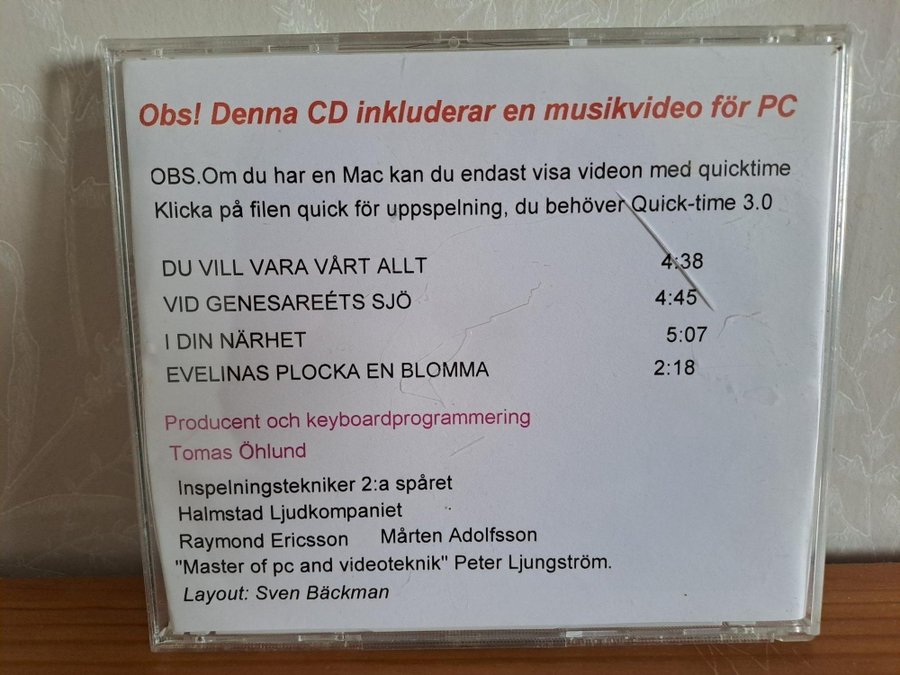 Obs! Denna CD inkluderar en musikvideo för PC
OBS.Om du har en Mac kan du endast visa videon med quicktime
Klicka på filen quick för uppspelning, du behöver Quick-time 3.0
DU VILL VARA VÅRT ALLT 4:38
VID GENESAREÉTS SJÖ 4:45
I DIN NÄRHET 5:07
EVELINAS PLOCKA EN BLOMMA 2:18
Producent och keyboardprogrammering
Tomas Öhlund
Inspelningstekniker 2:a spåret
Halmstad Ljudkompaniet
Raymond Ericsson Mårten Adolfsson
"Master of pc and videoteknik" Peter Ljungström.
Layout: Sven Bäckman